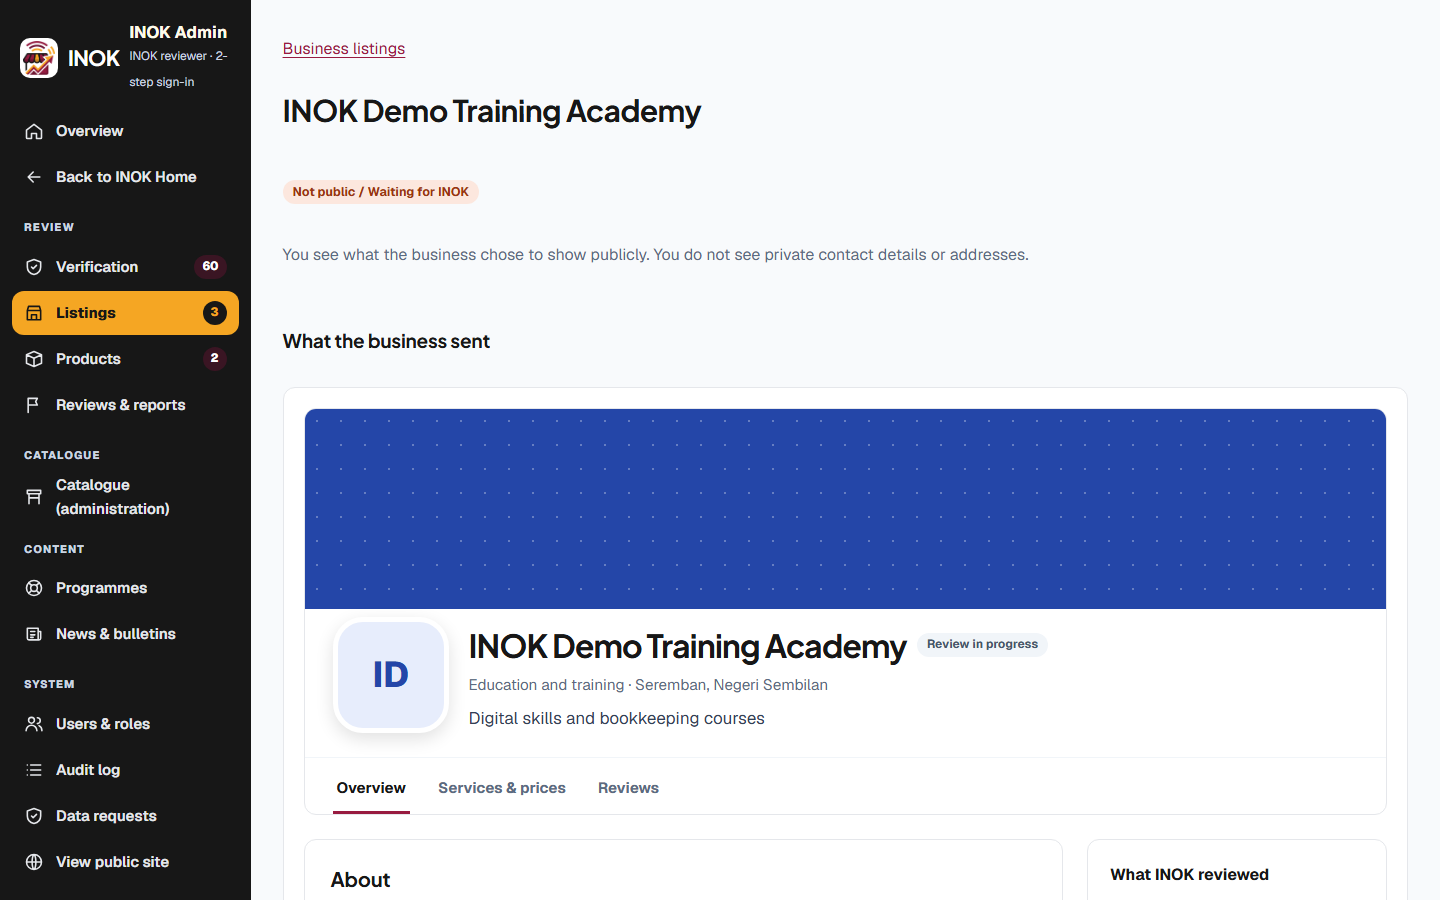 INOK
INOK Admin
INOK reviewer · 2-
step sign-in
Overview
Back to INOK Home
REVIEW
Verification 60
Listings 3
Products 2
Reviews & reports
CATALOGUE
Catalogue
(administration)
CONTENT
Programmes
News & bulletins
SYSTEM
Users & roles
Audit log
Data requests
View public site
Business listings
INOK Demo Training Academy
Not public / Waiting for INOK
You see what the business chose to show publicly. You do not see private contact details or addresses.
What the business sent
ID
INOK Demo Training Academy Review in progress
Education and training · Seremban, Negeri Sembilan
Digital skills and bookkeeping courses
Overview Services & prices Reviews
About
What INOK reviewed